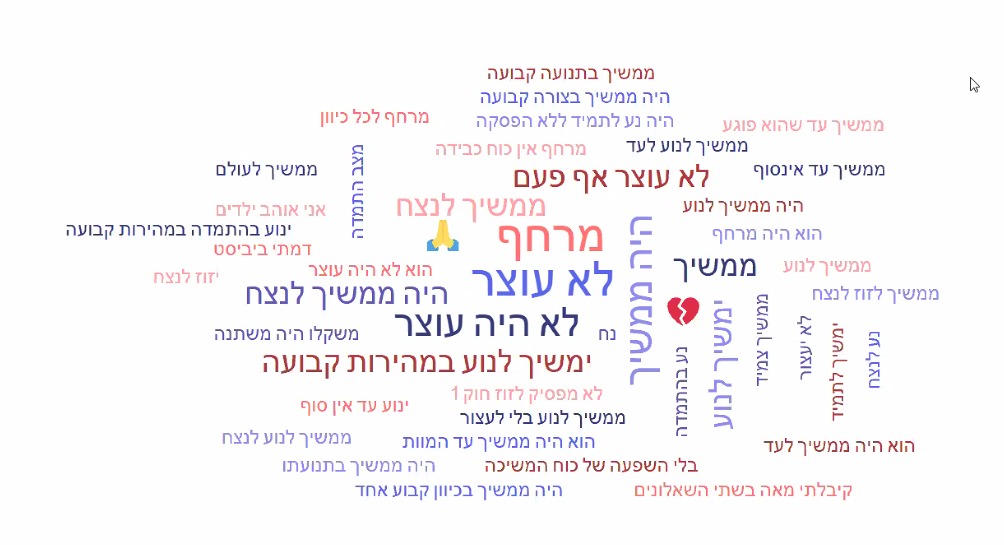 ממשיך בתנועה קבועה
היה ממשיך בצורה קבועה
מרחף לכל כיוון
היה נע לתמיד ללא הפסקה
ממשיך עד שהוא פוגע
מרחף אין כוח כבידה
ממשיך לנוע לעד
ממשיך לעולם
מצב התמדה
לא עוצר אף פעם
ממשיך עד אינסוף
אני אוהב ילדים
ממשיך לנצח
היה ממשיך לנוע
ינוע בהתמדה במהירות קבועה
🙏
מרחף
היה ממשיך
הוא היה מרחף
דמתי ביביסט
הוא לא היה עוצר
לא עוצר
ממשיך
ממשיך לנוע
יזוז לנצח
היה ממשיך לנצח
ממשיך לזוז לנצח
💔
משקלו היה משתנה
לא היה עוצר
נח
ימשיך לנוע
ממשיך צמיד
לא יעצור
ימשיך לתמיד
נע לנצח
ימשיך לנוע במהירות קבועה
נע בהתמדה
לא מפסיק לזוז חוק 1
ינוע עד אין סוף
ממשיך לנוע בלי לעצור
ממשיך לנוע לנצח
הוא היה ממשיך עד המוות
הוא היה ממשיך לעד
היה ממשיך בתנועתו
בלי השפעה של כוח המשיכה
היה ממשיך בכיוון קבוע אחד
קיבלתי מאה בשתי השאלונים